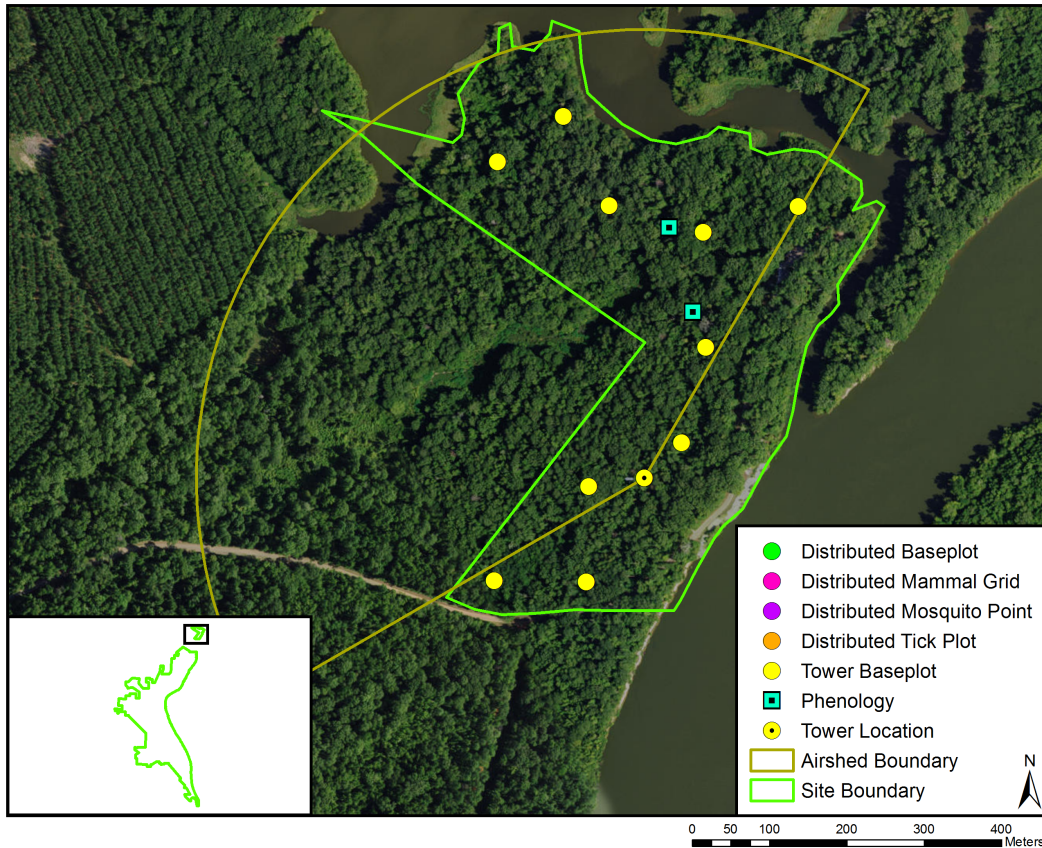 Distributed Baseplot
Distributed Mammal Grid
Distributed Mosquito Point
Distributed Tick Plot
Tower Baseplot
Phenology
Tower Location
Airshed Boundary
Site Boundary
N
0 50 100 200 300 400
Meters